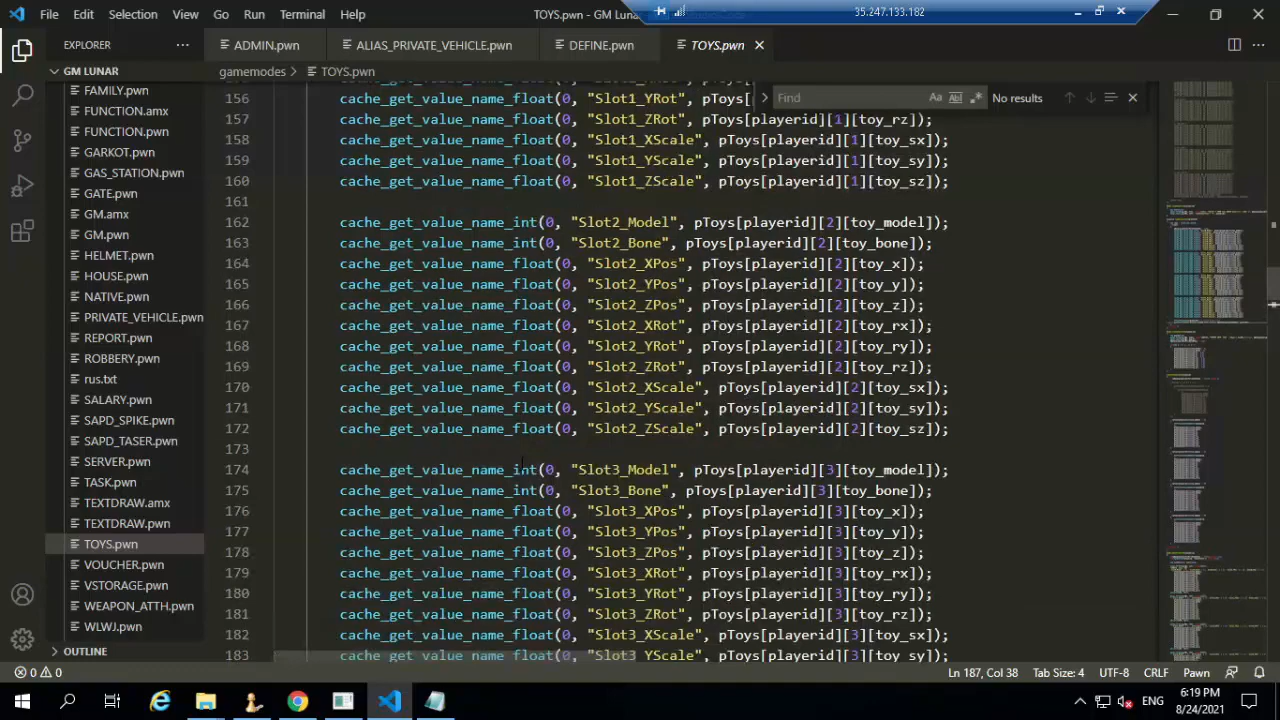 File Edit Selection View Go Run Terminal Help
TOYS.pwn - GM Lunar
35.247.133.182
EXPLORER
ADMIN.pwn
ALIAS_PRIVATE_VEHICLE.pwn
DEFINE.pwn
TOYS.pwn
GM LUNAR
gamemodes > TOYS.pwn
FAMILY.pwn
FUNCTION.amx
FUNCTION.pwn
GARKOT.pwn
GAS_STATION.pwn
GATE.pwn
GM.amx
GM.pwn
HELMET.pwn
HOUSE.pwn
NATIVE.pwn
PRIVATE_VEHICLE.pwn
REPORT.pwn
ROBBERY.pwn
rus.txt
SALARY.pwn
SAPD_SPIKE.pwn
SAPD_TASER.pwn
SERVER.pwn
TASK.pwn
TEXTDRAW.amx
TEXTDRAW.pwn
TOYS.pwn
VOUCHER.pwn
VSTORAGE.pwn
WEAPON_ATTH.pwn
WLWJ.pwn
OUTLINE
Find
Aa ab
No results
156 cache_get_value_name_float(0, "Slot1_YRot", pToys[
157 cache_get_value_name_float(0, "Slot1_ZRot", pToys[playerid][1][toy_rz]);
158 cache_get_value_name_float(0, "Slot1_XScale", pToys[playerid][1][toy_sx]);
159 cache_get_value_name_float(0, "Slot1_YScale", pToys[playerid][1][toy_sy]);
160 cache_get_value_name_float(0, "Slot1_ZScale", pToys[playerid][1][toy_sz]);
161
162 cache_get_value_name_int(0, "Slot2_Model", pToys[playerid][2][toy_model]);
163 cache_get_value_name_int(0, "Slot2_Bone", pToys[playerid][2][toy_bone]);
164 cache_get_value_name_float(0, "Slot2_XPos", pToys[playerid][2][toy_x]);
165 cache_get_value_name_float(0, "Slot2_YPos", pToys[playerid][2][toy_y]);
166 cache_get_value_name_float(0, "Slot2_ZPos", pToys[playerid][2][toy_z]);
167 cache_get_value_name_float(0, "Slot2_XRot", pToys[playerid][2][toy_rx]);
168 cache_get_value_name_float(0, "Slot2_YRot", pToys[playerid][2][toy_ry]);
169 cache_get_value_name_float(0, "Slot2_ZRot", pToys[playerid][2][toy_rz]);
170 cache_get_value_name_float(0, "Slot2_XScale", pToys[playerid][2][toy_sx]);
171 cache_get_value_name_float(0, "Slot2_YScale", pToys[playerid][2][toy_sy]);
172 cache_get_value_name_float(0, "Slot2_ZScale", pToys[playerid][2][toy_sz]);
173
174 cache_get_value_name_int(0, "Slot3_Model", pToys[playerid][3][toy_model]);
175 cache_get_value_name_int(0, "Slot3_Bone", pToys[playerid][3][toy_bone]);
176 cache_get_value_name_float(0, "Slot3_XPos", pToys[playerid][3][toy_x]);
177 cache_get_value_name_float(0, "Slot3_YPos", pToys[playerid][3][toy_y]);
178 cache_get_value_name_float(0, "Slot3_ZPos", pToys[playerid][3][toy_z]);
179 cache_get_value_name_float(0, "Slot3_XRot", pToys[playerid][3][toy_rx]);
180 cache_get_value_name_float(0, "Slot3_YRot", pToys[playerid][3][toy_ry]);
181 cache_get_value_name_float(0, "Slot3_ZRot", pToys[playerid][3][toy_rz]);
182 cache_get_value_name_float(0, "Slot3_XScale", pToys[playerid][3][toy_sx]);
183 cache_get_value_name_float(0, "Slot3_YScale", pToys[playerid][3][toy_sy]);
0 0
Ln 187, Col 38 Tab Size: 4 UTF-8 CRLF Pawn
ENG
6:19 PM
8/24/2021